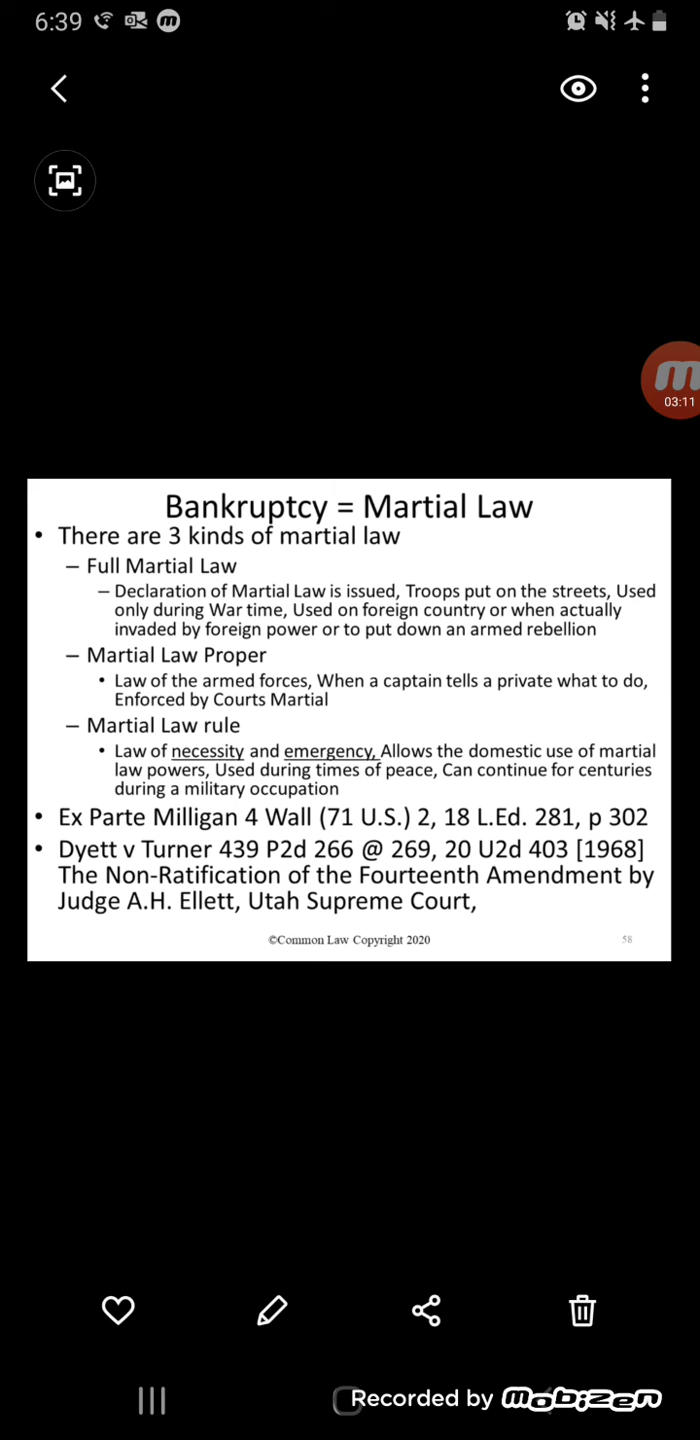 6:39
03:11
Bankruptcy = Martial Law
• There are 3 kinds of martial law
– Full Martial Law
– Declaration of Martial Law is issued, Troops put on the streets, Used
only during War time, Used on foreign country or when actually
invaded by foreign power or to put down an armed rebellion
– Martial Law Proper
• Law of the armed forces, When a captain tells a private what to do,
Enforced by Courts Martial
– Martial Law rule
• Law of necessity and emergency, Allows the domestic use of martial
law powers, Used during times of peace, Can continue for centuries
during a military occupation
• Ex Parte Milligan 4 Wall (71 U.S.) 2, 18 L.Ed. 281, p 302
• Dyett v Turner 439 P2d 266 @ 269, 20 U2d 403 [1968]
The Non-Ratification of the Fourteenth Amendment by
Judge A.H. Ellett, Utah Supreme Court,
©Common Law Copyright 2020
58
Recorded by Mobizen